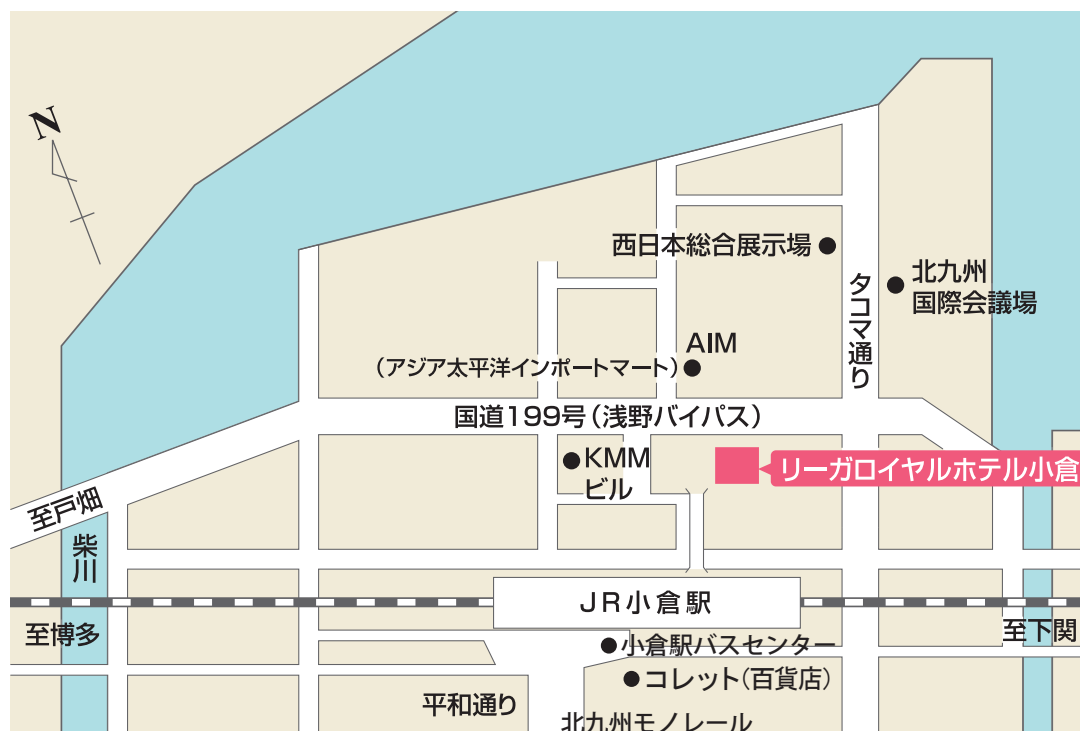 N
西日本総合展示場
北九州
国際会議場
タコマ通り
AIM
(アジア太平洋インポートマート)
国道199号(浅野バイパス)
KMM
ビル
リーガロイヤルホテル小倉
至戸畑
柴川
JR小倉駅
至博多
至下関
小倉駅バスセンター
コレット(百貨店)
平和通り
北九州モノレール